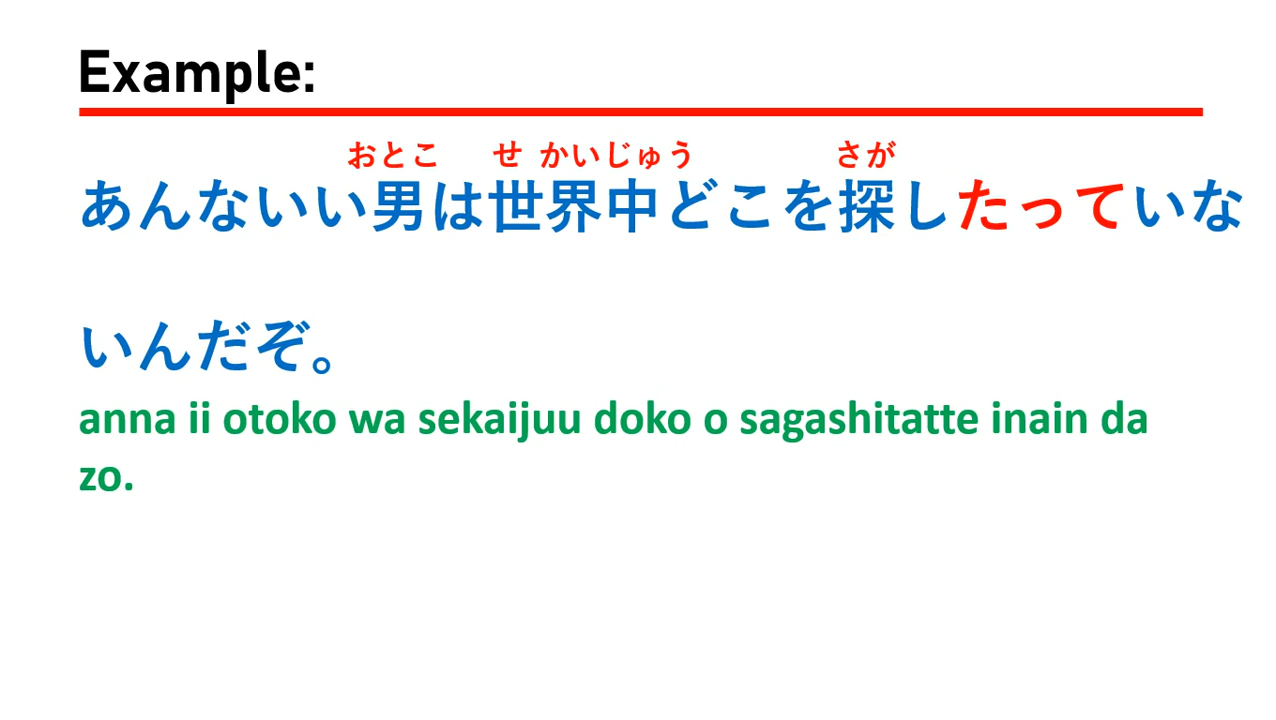 Example:
おとこ せ かいじゅう さが
あんないい男は世界中どこを探したっていな
いんだぞ。
anna ii otoko wa sekaijuu doko o sagashitatte inain da
zo.